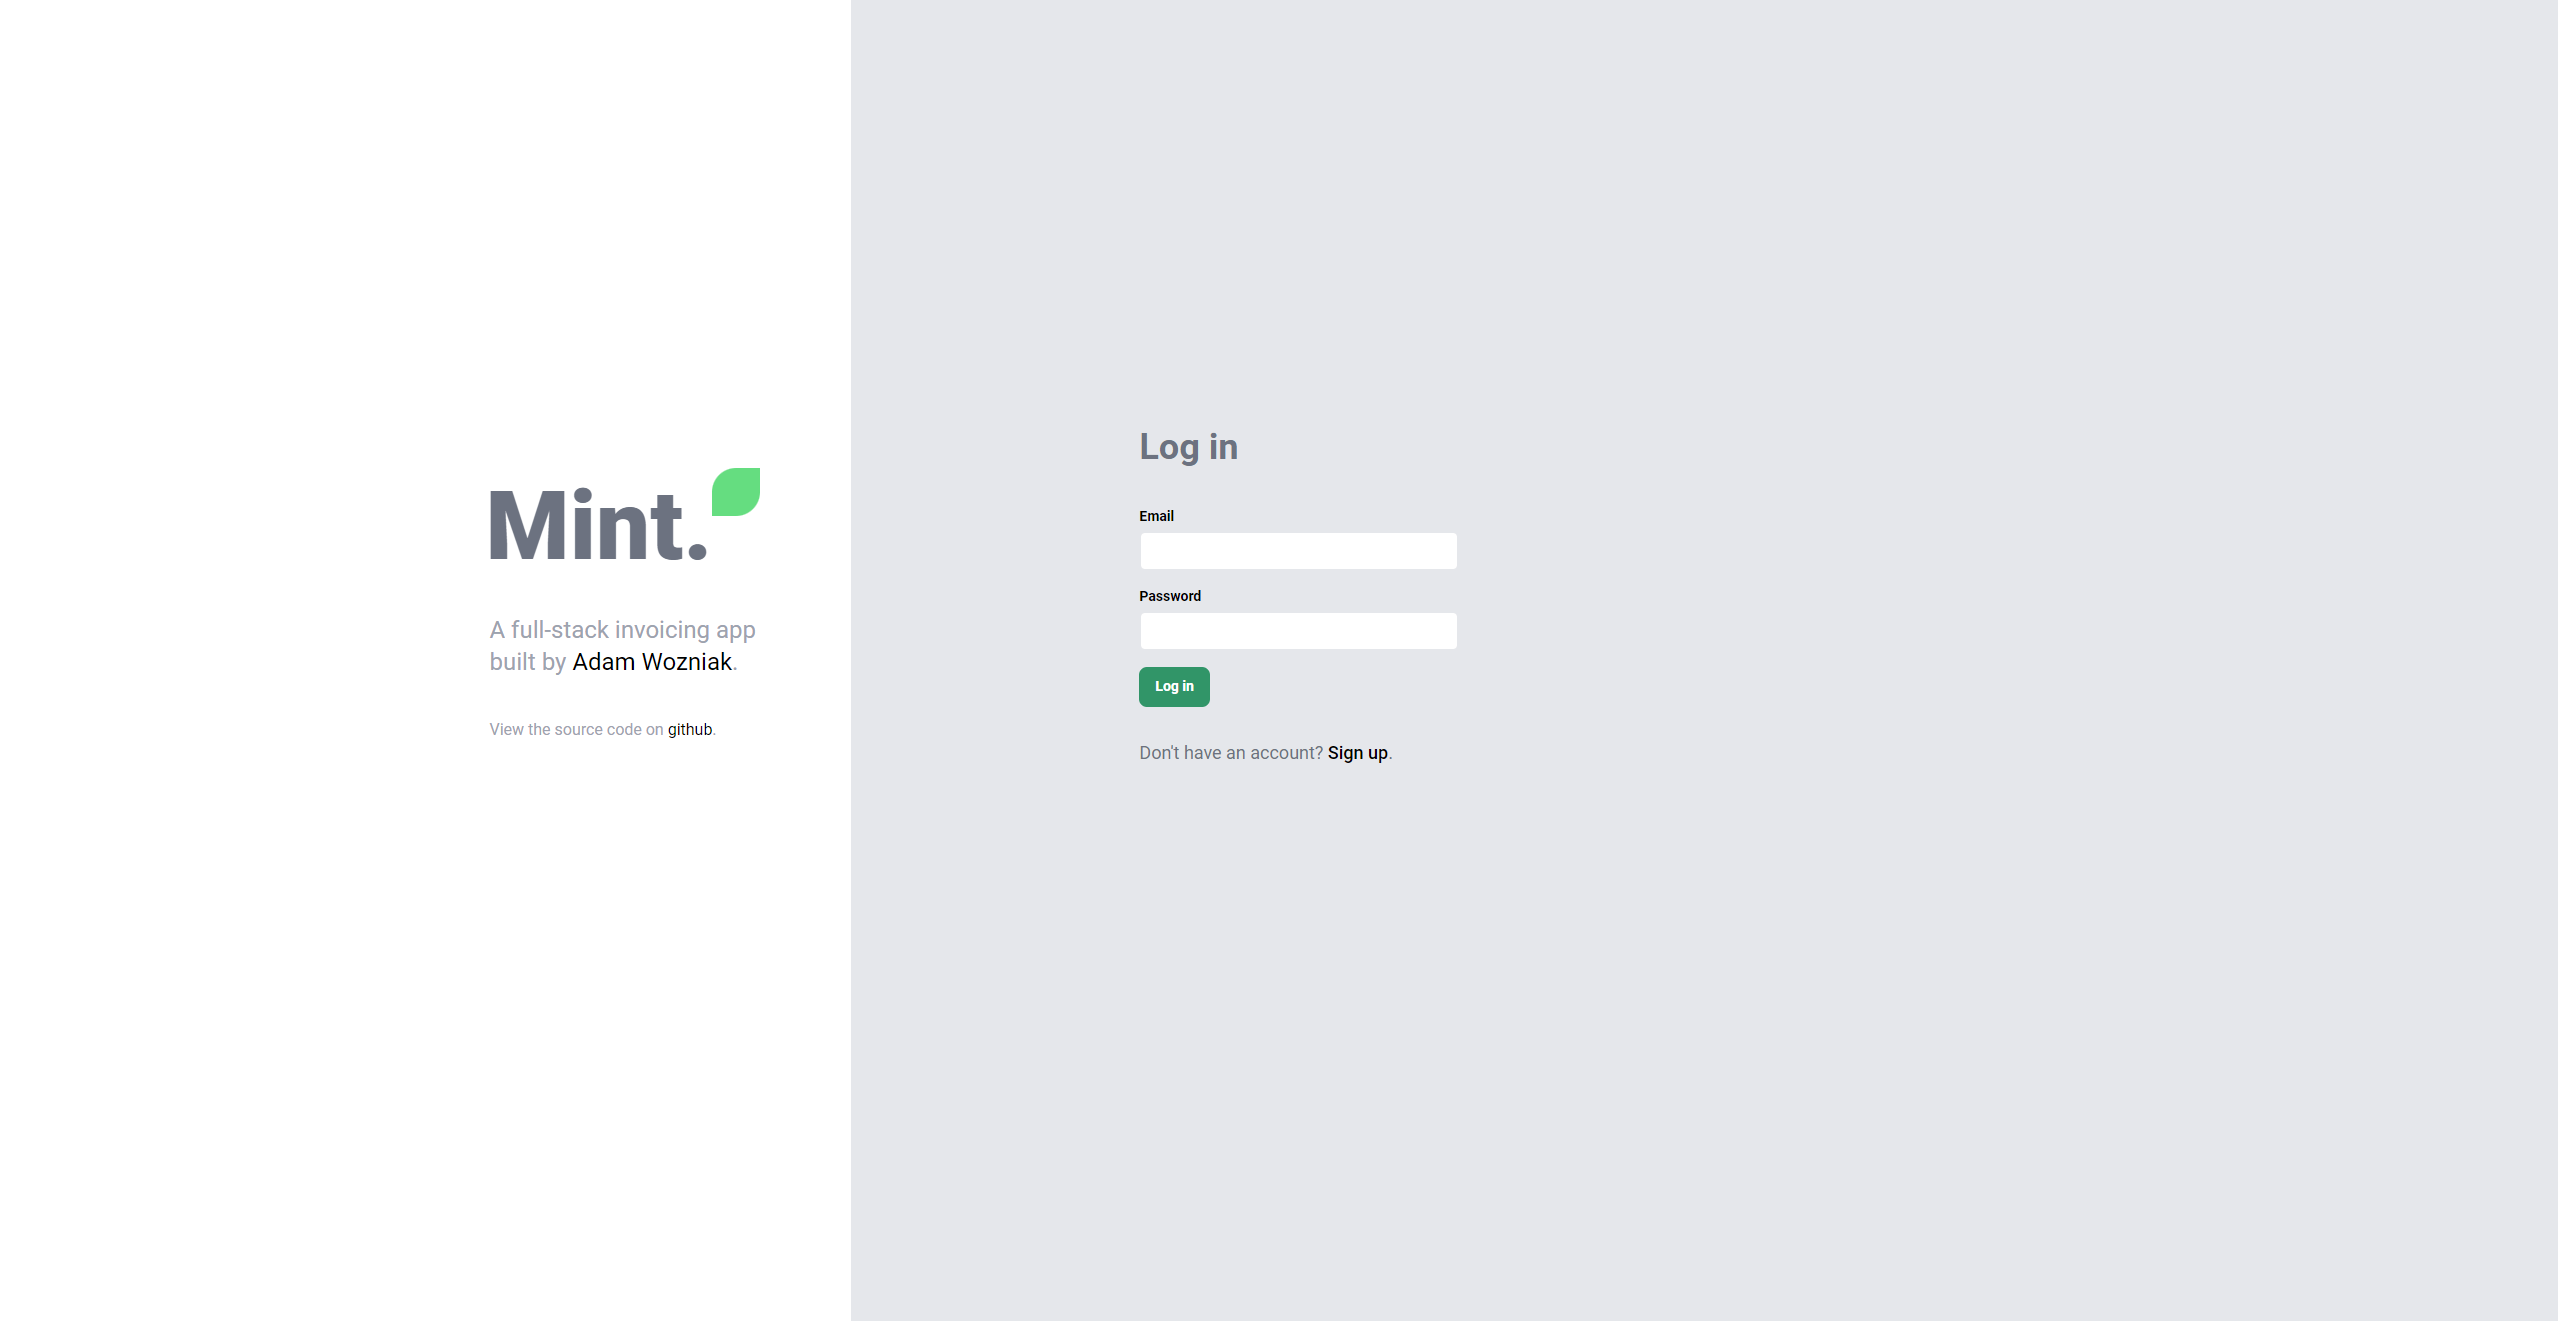 Mint.
A full-stack invoicing app
built by Adam Wozniak.
View the source code on github.
Log in
Email
Password
Log in
Don't have an account? Sign up.